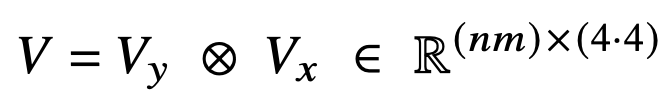 V = V_y ⊗ V_x ∈ ℝ^{(nm)×(4·4)}